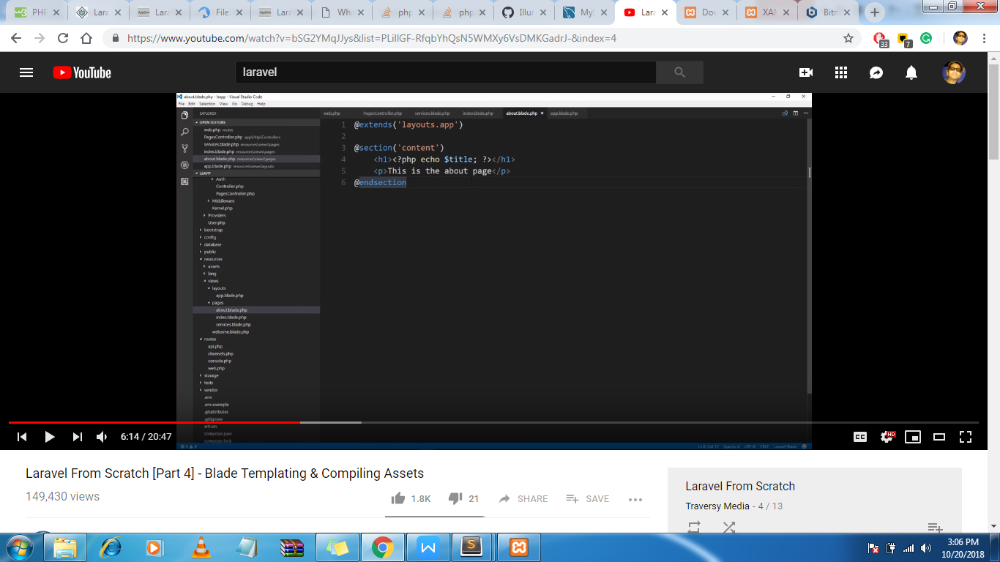 PHP
Lara
Lara
File
Lara
Whe
php
php
Illur
MyS
Lara
Dov
XAI
Bitn
https://www.youtube.com/watch?v=bSG2YMqJJys&list=PLillGF-RfqbYhQsN5WMXy6VsDMKGadrJ-&index=4
33
7
YouTube
laravel
about.blade.php - lsapp - Visual Studio Code
File Edit Selection View Go Debug Help
EXPLORER
web.php PagesController.php services.blade.php index.blade.php about.blade.php app.blade.php
OPEN EDITORS
web.php routes
PagesController.php app\Http\Controllers
services.blade.php resources\views\pages
index.blade.php resources\views\pages
about.blade.php resources\views\pages
app.blade.php resources\views\layouts
LSAPP
Auth
Controller.php
PagesController.php
Middleware
Kernel.php
Providers
User.php
bootstrap
config
database
public
resources
assets
lang
views
layouts
app.blade.php
pages
about.blade.php
index.blade.php
services.blade.php
welcome.blade.php
routes
api.php
channels.php
console.php
web.php
storage
tests
vendor
.env
.env.example
.gitattributes
.gitignore
artisan
composer.json
composer.lock
1 @extends('layouts.app')
2
3 @section('content')
4 <h1><?php echo $title; ?></h1>
5 <p>This is the about page</p>
6 @endsection
Ln 6, Col 12 Spaces: 4 UTF-8 CRLF Laravel Blade
6:14 / 20:47
CC
HD
Laravel From Scratch [Part 4] - Blade Templating & Compiling Assets
149,430 views
1.8K
21
SHARE
SAVE
Laravel From Scratch
Traversy Media - 4 / 13
3:06 PM
10/20/2018